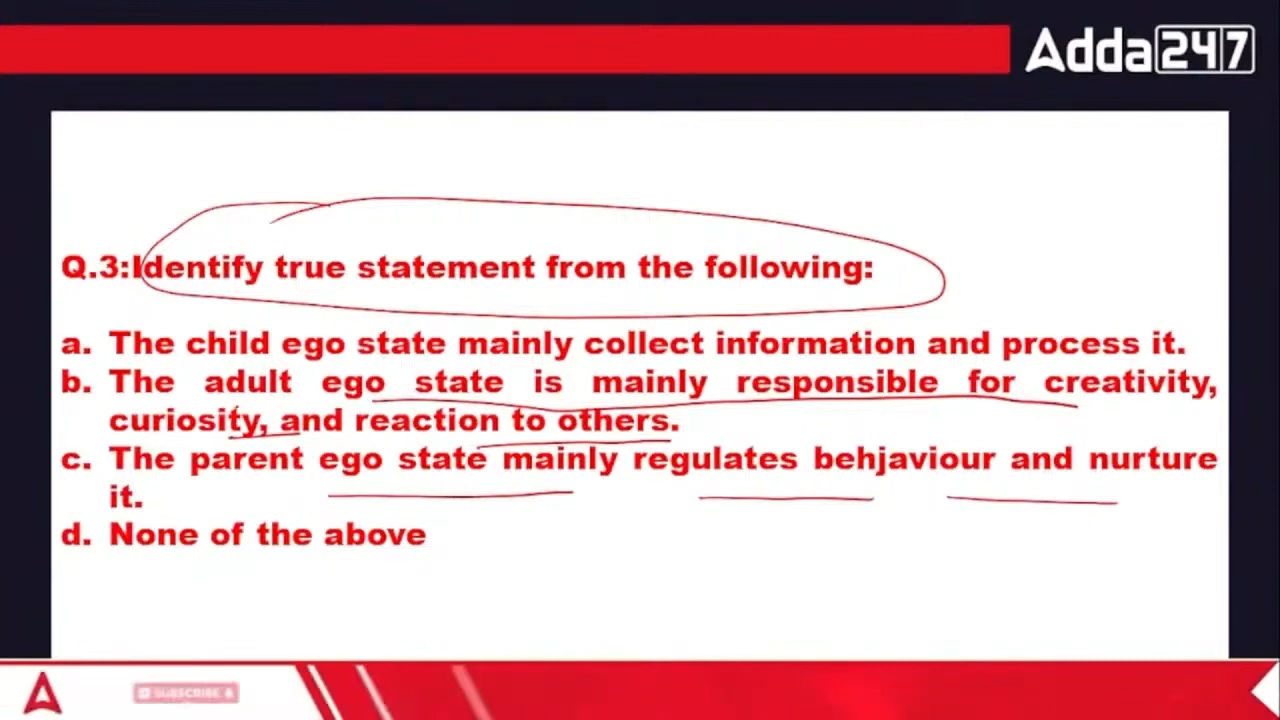 Adda247
Q.3:Identify true statement from the following:
a. The child ego state mainly collect information and process it.
b. The adult ego state is mainly responsible for creativity,
curiosity, and reaction to others.
c. The parent ego state mainly regulates behjaviour and nurture
it.
d. None of the above
SUBSCRIBE